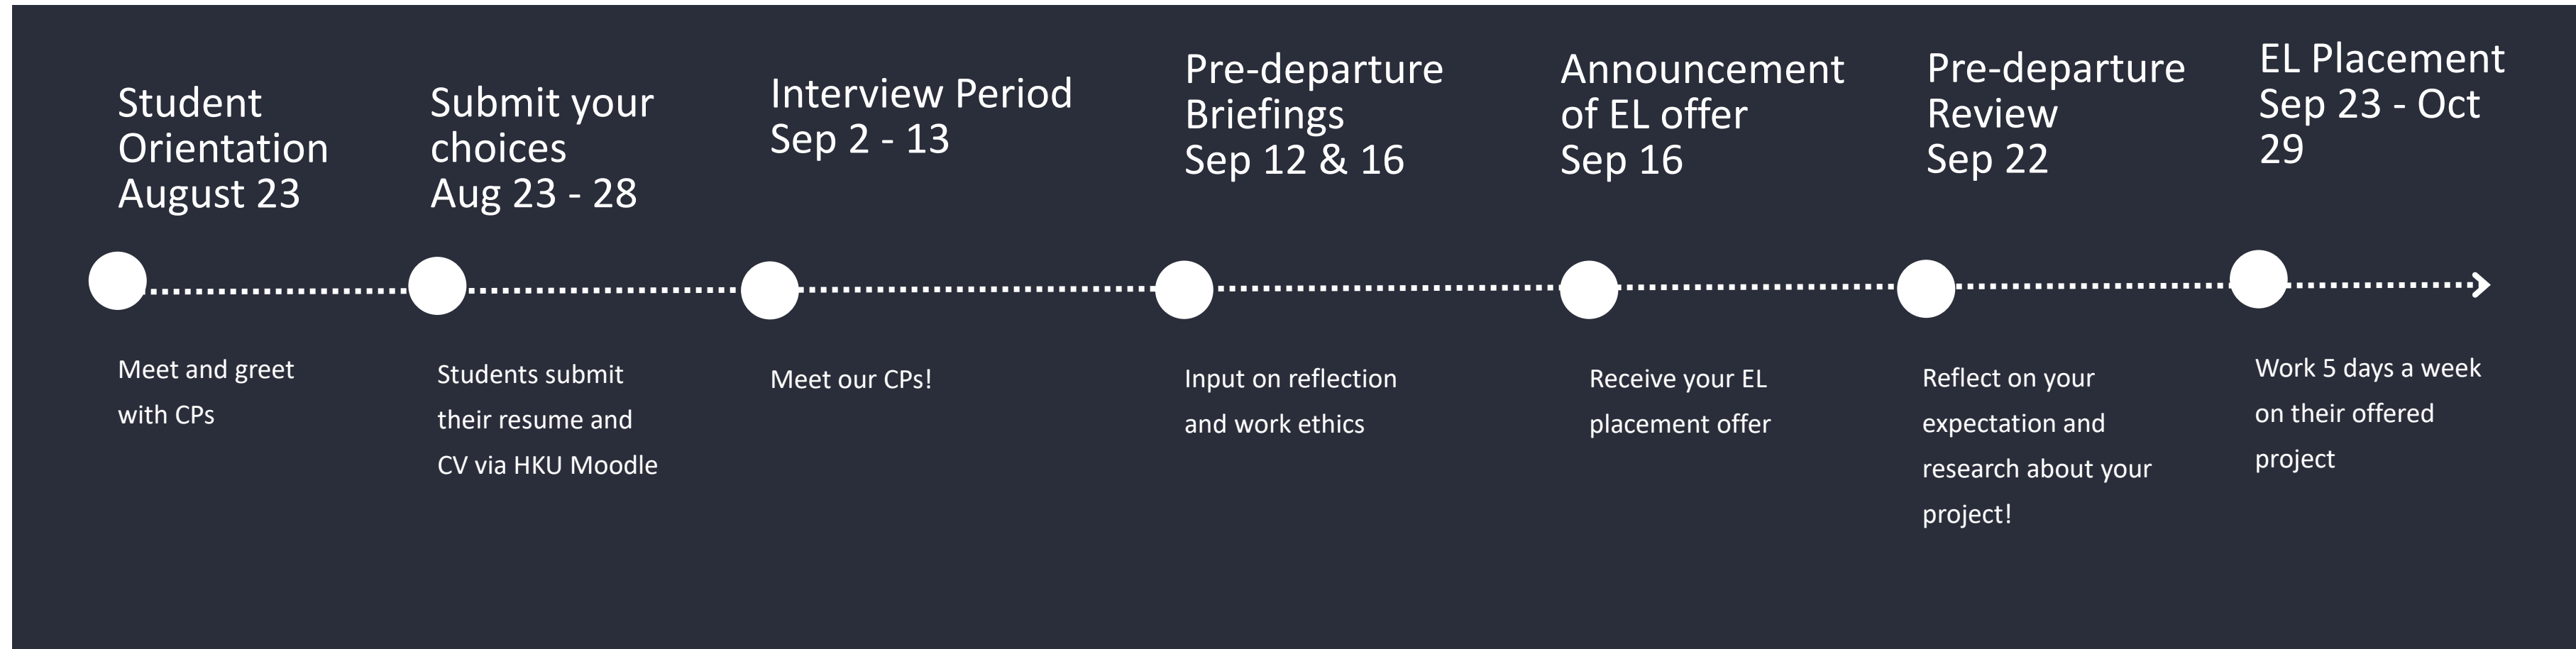 Student
Orientation
August 23
Submit your
choices
Aug 23 - 28
Interview Period
Sep 2 - 13
Pre-departure
Briefings
Sep 12 & 16
Announcement
of EL offer
Sep 16
Pre-departure
Review
Sep 22
EL Placement
Sep 23 - Oct
29
Meet and greet
with CPs
Students submit
their resume and
CV via HKU Moodle
Meet our CPs!
Input on reflection
and work ethics
Receive your EL
placement offer
Reflect on your
expectation and
research about your
project!
Work 5 days a week
on their offered
project